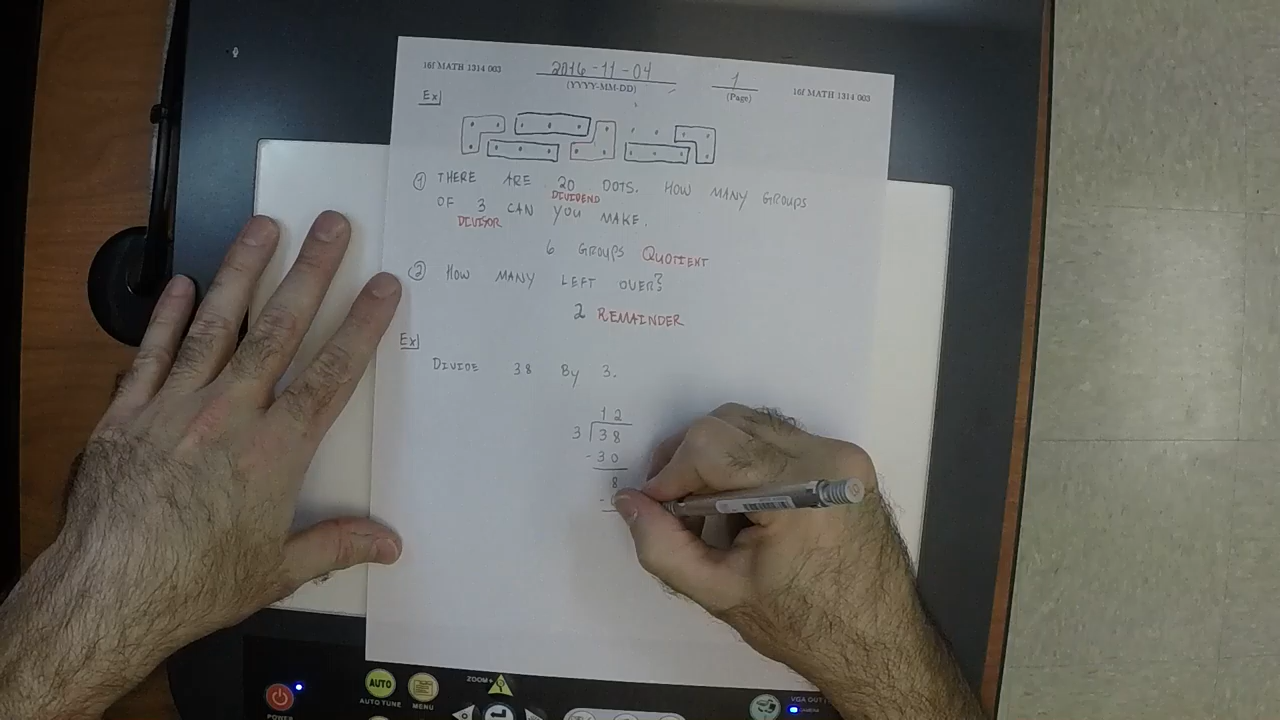 16f MATH 1314 003 2016-11-04 1 16f MATH 1314 003
(YYYY-MM-DD) (Page)
Ex
1 THERE ARE 20 DOTS. HOW MANY GROUPS
DIVIDEND
OF 3 CAN YOU MAKE.
DIVISOR
6 GROUPS QUOTIENT
2 HOW MANY LEFT OVER?
2 REMAINDER
Ex
DIVIDE 38 BY 3.
12
3 38
-30
8
-
POWER
AUTO
AUTO TUNE
MENU
ZOOM+
VGA OUT